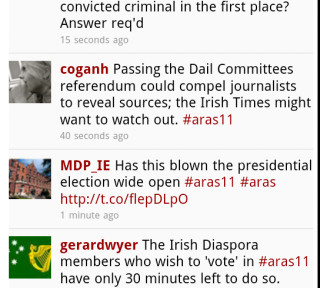 convicted criminal in the first place?
Answer req'd
15 seconds ago
coganh Passing the Dail Committees
referendum could compel journalists
to reveal sources; the Irish Times might
want to watch out. #aras11
40 seconds ago
MDP_IE Has this blown the presidential
election wide open #aras11 #aras
http://t.co/flepDLpO
1 minute ago
gerardwyer The Irish Diaspora
members who wish to 'vote' in #aras11
have only 30 minutes left to do so.